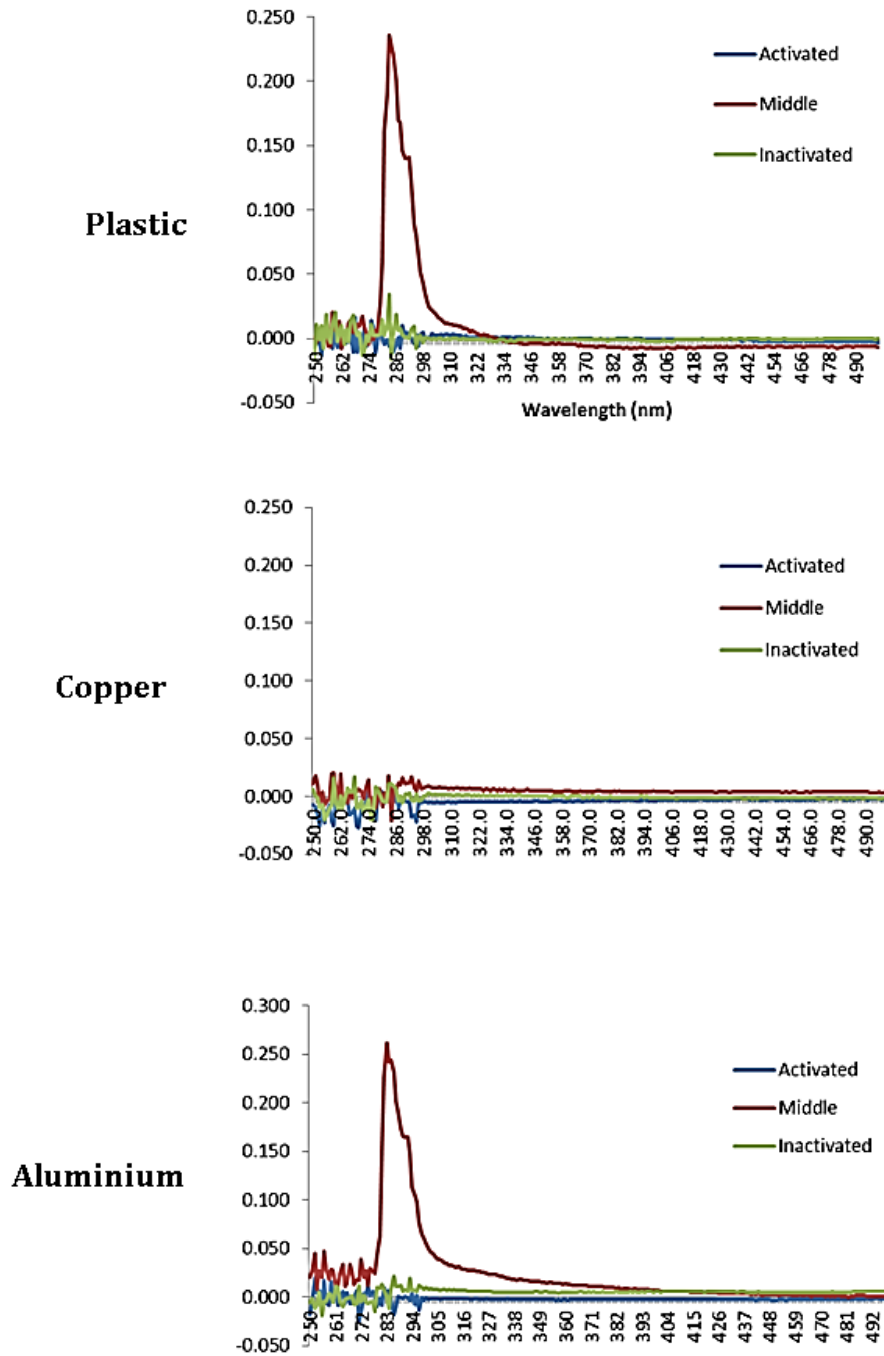 0.250
0.200
0.150
0.100
0.050
0.000
-0.050
Activated
Middle
Inactivated
Plastic
250 262 274 286 298 310 322 334 346 358 370 382 394 406 418 430 442 454 466 478 490
Wavelength (nm)
0.250
0.200
0.150
0.100
0.050
0.000
-0.050
Activated
Middle
Inactivated
Copper
250.0 262.0 274.0 286.0 298.0 310.0 322.0 334.0 346.0 358.0 370.0 382.0 394.0 406.0 418.0 430.0 442.0 454.0 466.0 478.0 490.0
0.300
0.250
0.200
0.150
0.100
0.050
0.000
-0.050
Activated
Middle
Inactivated
Aluminium
250 261 272 283 294 305 316 327 338 349 360 371 382 393 404 415 426 437 448 459 470 481 492